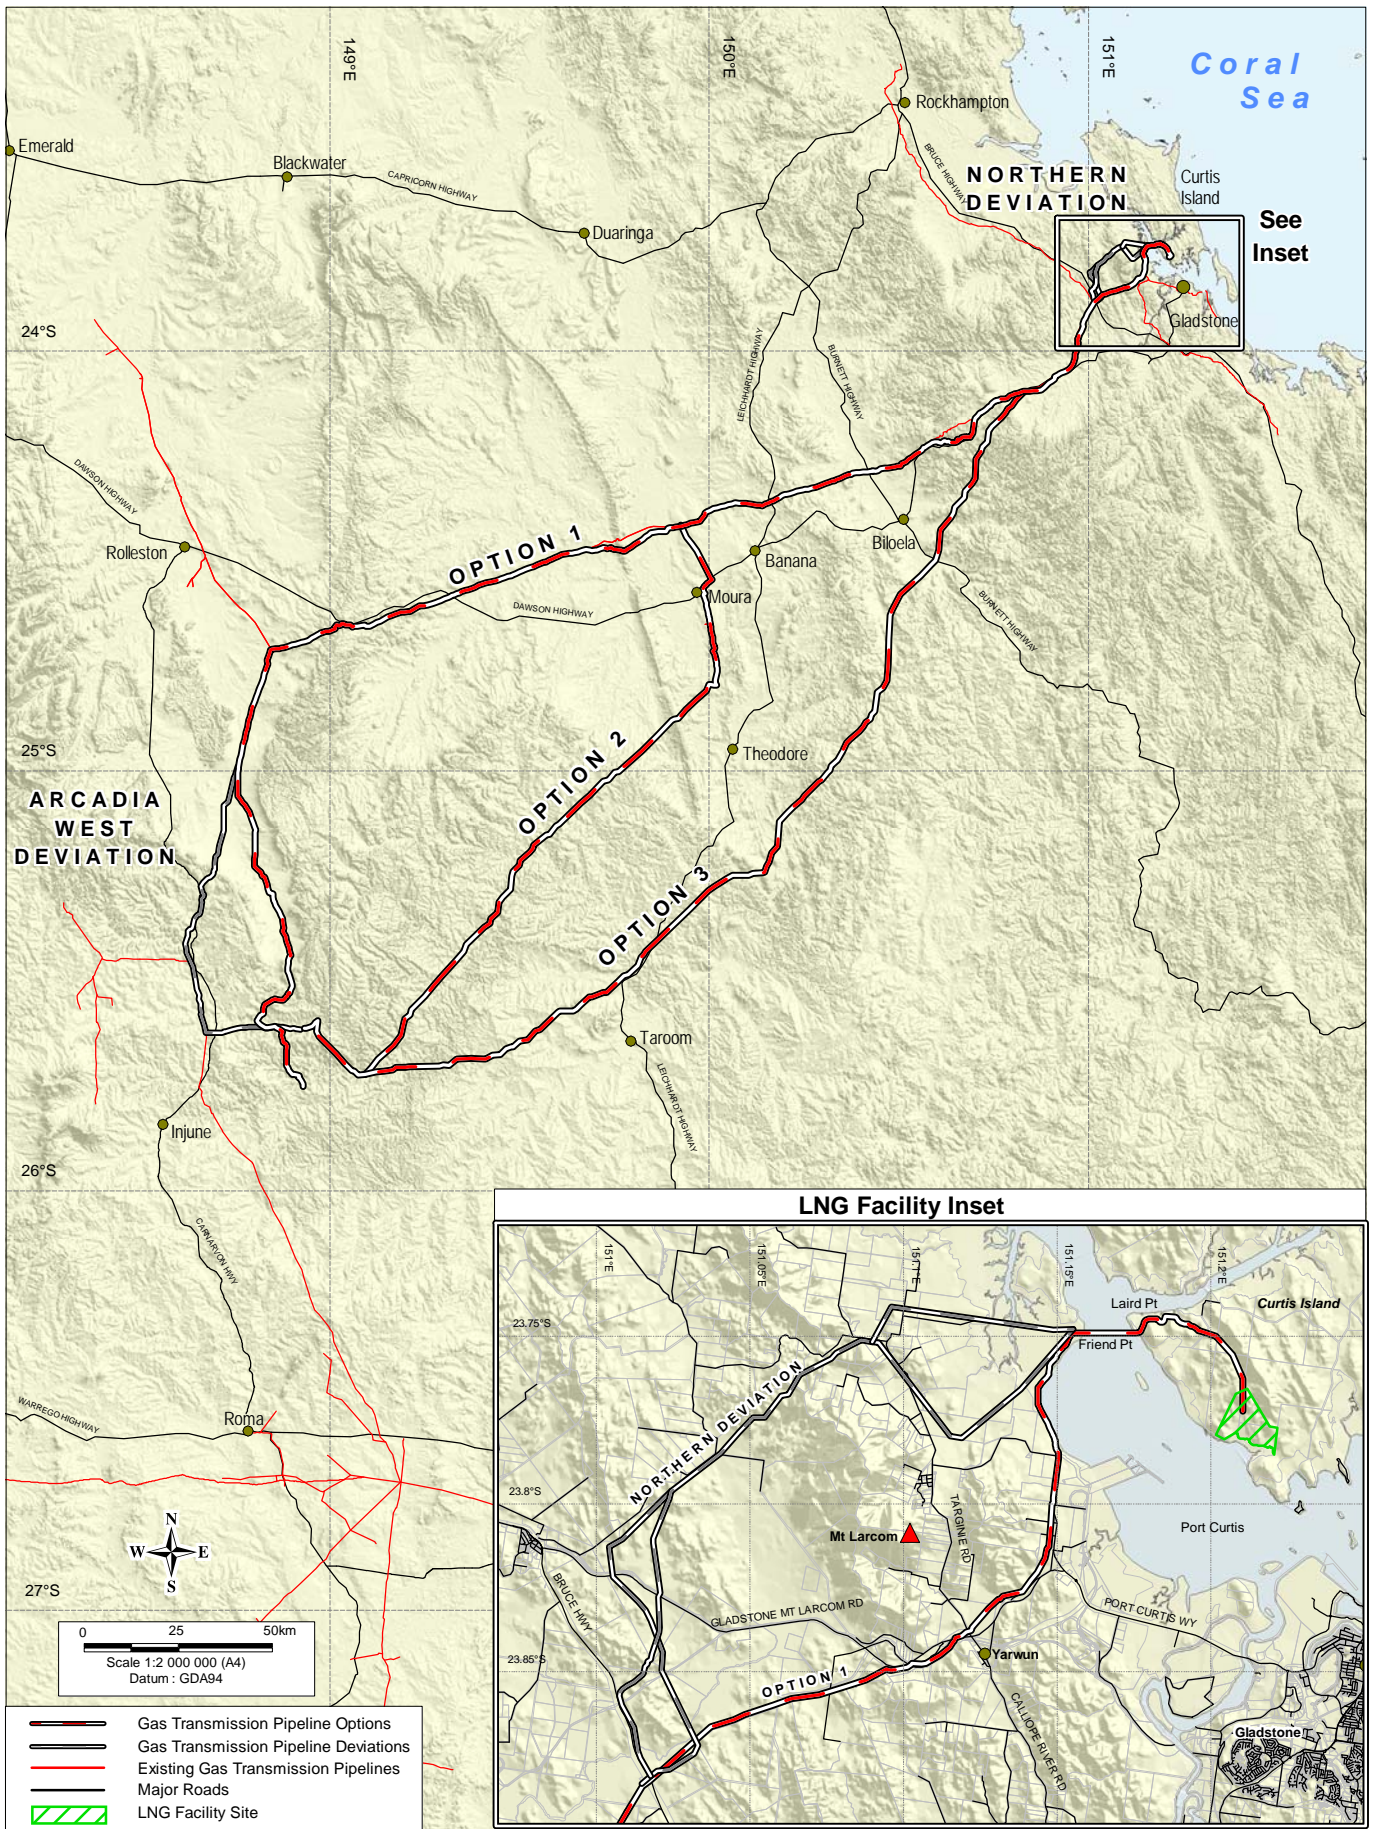 149°E
150°E
151°E
Coral
Sea
Rockhampton
Emerald
Blackwater
CAPRICORN HIGHWAY
BRUCE HIGHWAY
NORTHERN
DEVIATION
Curtis
Island
See
Inset
Duaringa
Gladstone
24°S
LEICHHARDT HIGHWAY
BURNETT HIGHWAY
DAWSON HIGHWAY
Rolleston
OPTION 1
Biloela
Banana
Moura
DAWSON HIGHWAY
BURNETT HIGHWAY
25°S
OPTION 2
Theodore
ARCADIA
WEST
DEVIATION
OPTION 3
Taroom
LEICHHARDT HIGHWAY
Injune
26°S
CARNARVON HWY
WARREGO HIGHWAY
Roma
N
W E
S
27°S
0 25 50km
Scale 1:2 000 000 (A4)
Datum : GDA94
Gas Transmission Pipeline Options
Gas Transmission Pipeline Deviations
Existing Gas Transmission Pipelines
Major Roads
LNG Facility Site
LNG Facility Inset
151°E
151.05°E
151.1°E
151.15°E
151.2°E
Laird Pt
Curtis Island
23.75°S
Friend Pt
NORTHERN DEVIATION
23.8°S
Mt Larcom
TARGINIE RD
Port Curtis
BRUCE HWY
GLADSTONE MT LARCOM RD
PORT CURTIS WY
23.85°S
Yarwun
OPTION 1
CALLIOPE RIVER RD
Gladstone